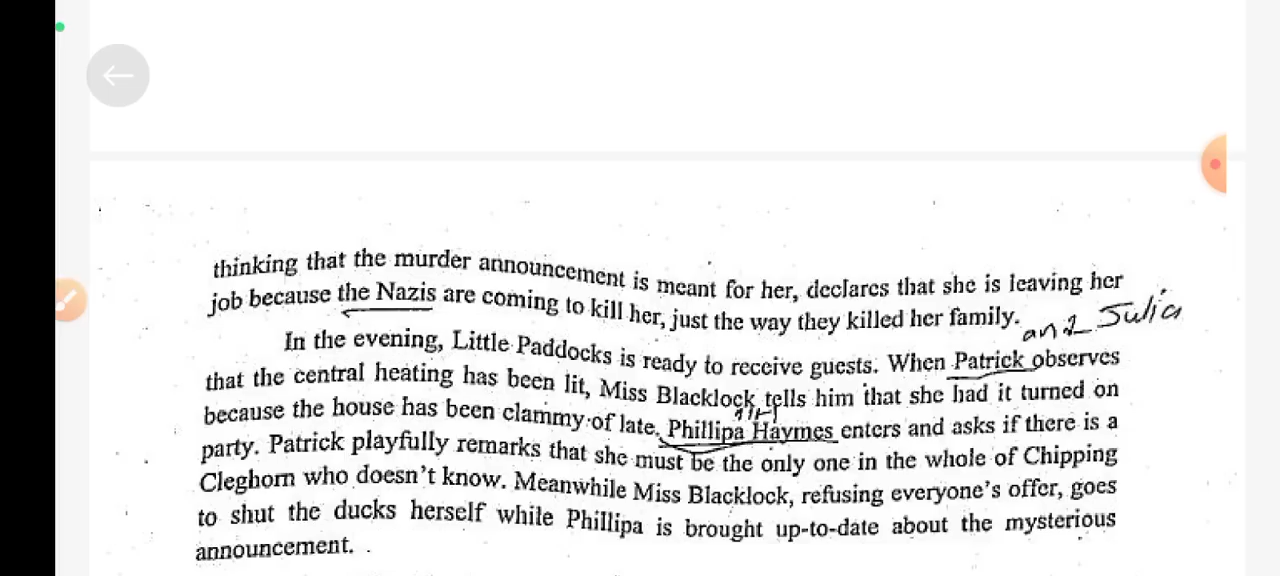 thinking that the murder announcement is meant for her, declares that she is leaving her
job because the Nazis are coming to kill her, just the way they killed her family.
and Julia
In the evening, Little Paddocks is ready to receive guests. When Patrick observes
that the central heating has been lit, Miss Blacklock tells him that she had it turned on
because the house has been clammy of late. Phillipa Haymes enters and asks if there is a
party. Patrick playfully remarks that she must be the only one in the whole of Chipping
Cleghorn who doesn't know. Meanwhile Miss Blacklock, refusing everyone's offer, goes
to shut the ducks herself while Phillipa is brought up-to-date about the mysterious
announcement.